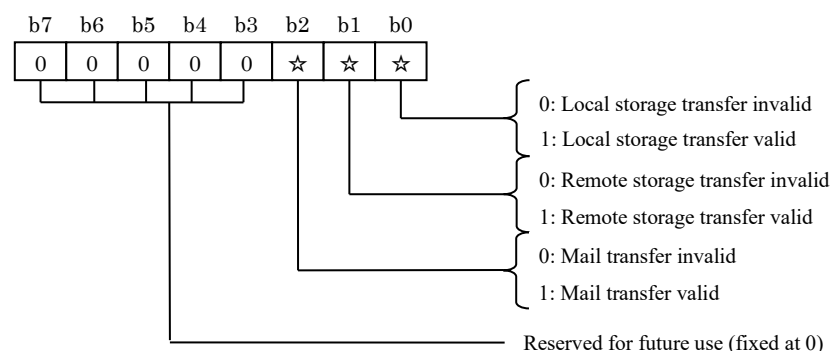 b7 b6 b5 b4 b3 b2 b1 b0
0 0 0 0 0 ☆ ☆ ☆
0: Local storage transfer invalid
1: Local storage transfer valid
0: Remote storage transfer invalid
1: Remote storage transfer valid
0: Mail transfer invalid
1: Mail transfer valid
Reserved for future use (fixed at 0)